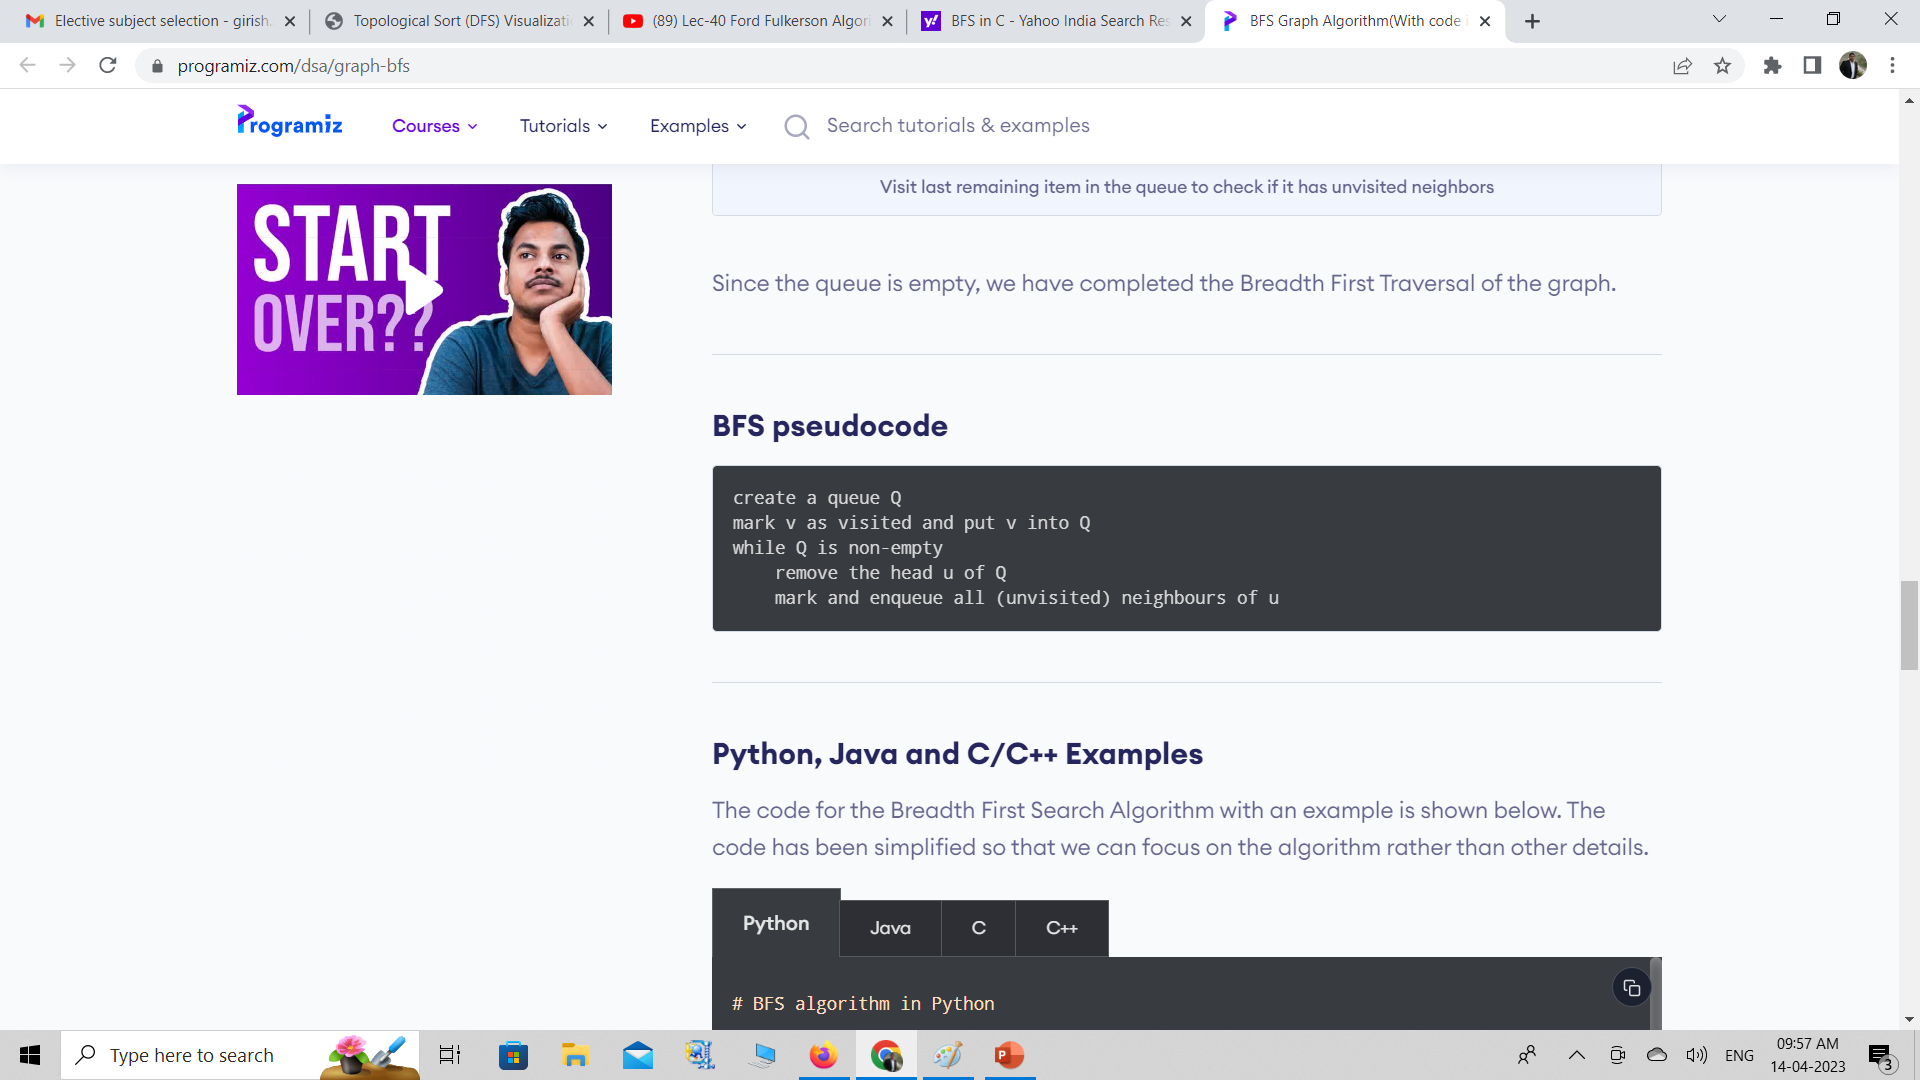 Elective subject selection - girish.
Topological Sort (DFS) Visualizati
(89) Lec-40 Ford Fulkerson Algori
BFS in C - Yahoo India Search Res
BFS Graph Algorithm(With code i
programiz.com/dsa/graph-bfs
Programiz
Courses
Tutorials
Examples
Search tutorials & examples
START
OVER??
Visit last remaining item in the queue to check if it has unvisited neighbors
Since the queue is empty, we have completed the Breadth First Traversal of the graph.
BFS pseudocode
create a queue Q
mark v as visited and put v into Q
while Q is non-empty
remove the head u of Q
mark and enqueue all (unvisited) neighbours of u
Python, Java and C/C++ Examples
The code for the Breadth First Search Algorithm with an example is shown below. The
code has been simplified so that we can focus on the algorithm rather than other details.
Python
Java
C
C++
# BFS algorithm in Python
Type here to search
ENG
09:57 AM
14-04-2023
3